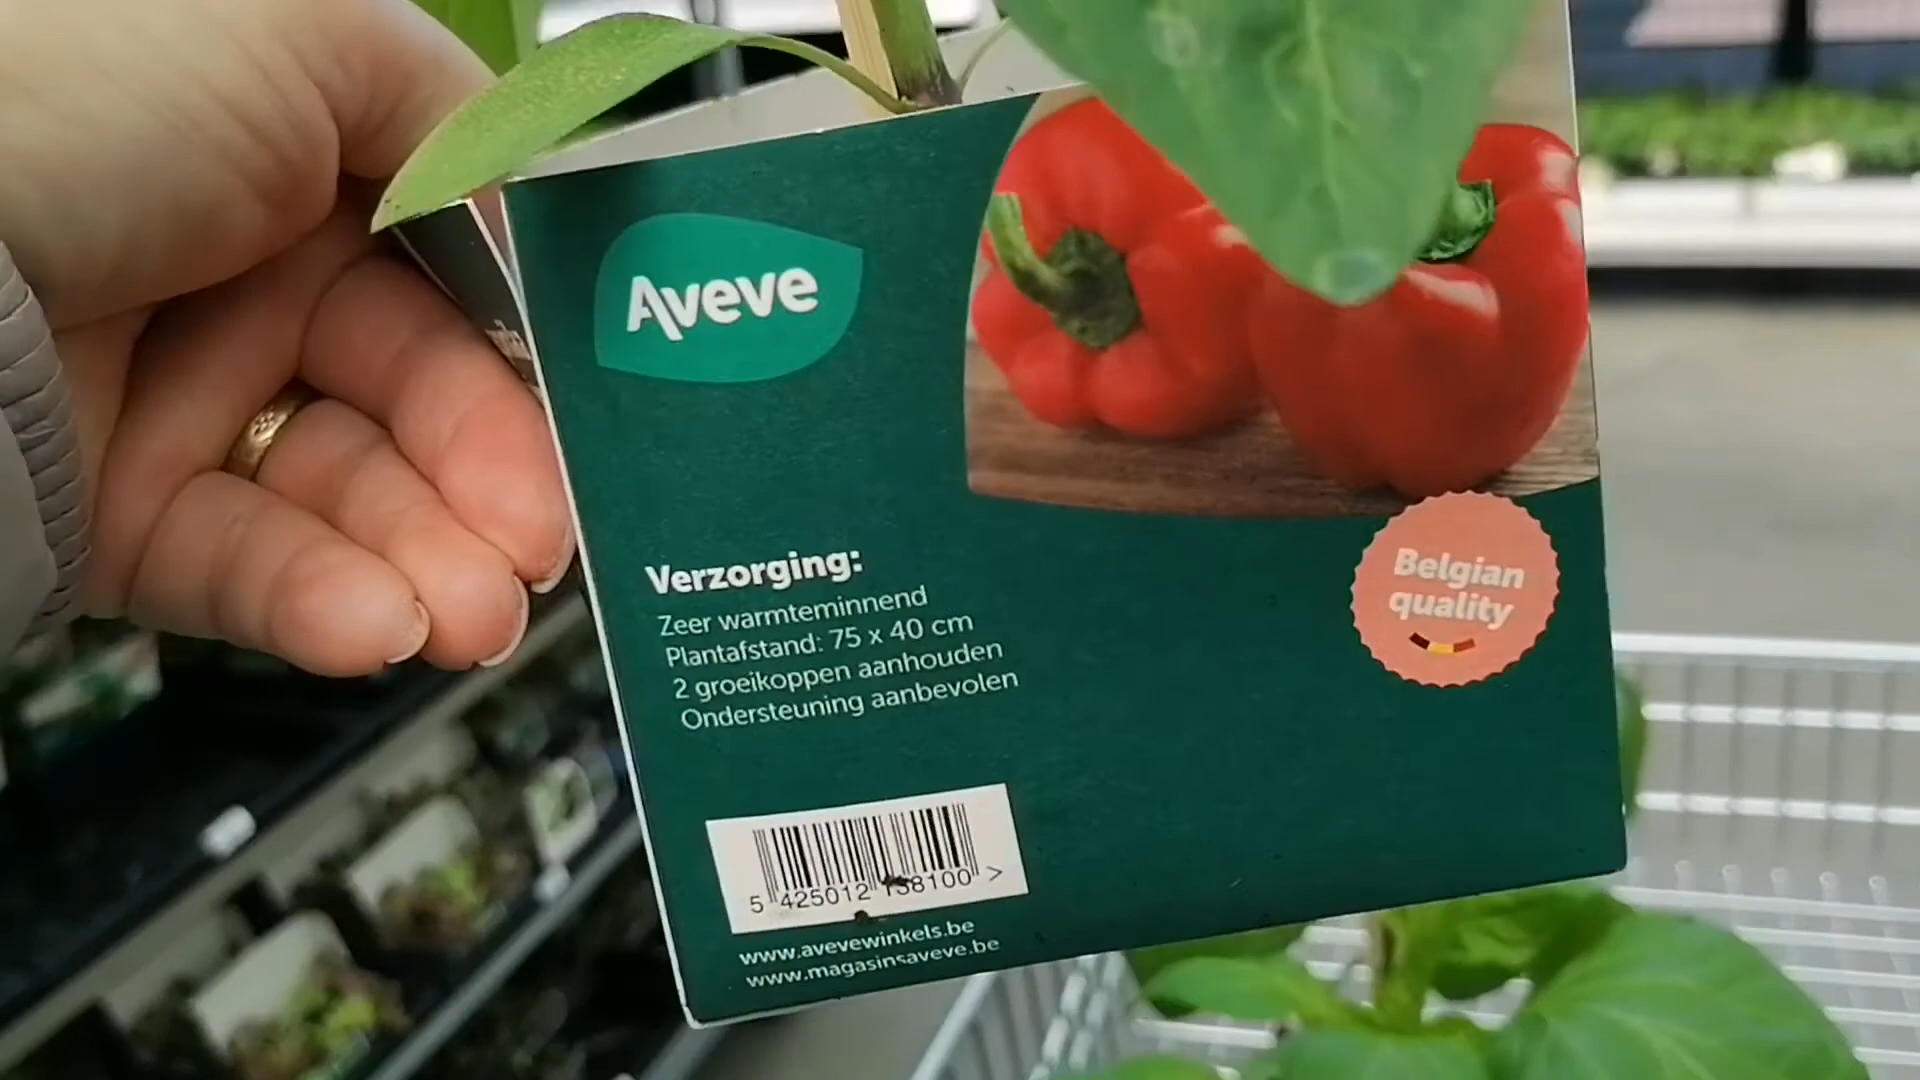 Aveve
Verzorging:
Zeer warmteminnend
Plantafstand: 75 x 40 cm
2 groeikoppen aanhouden
Ondersteuning aanbevolen
Belgian
quality
5 425012 138100 >
www.avevewinkels.be
www.magasinsaveve.be